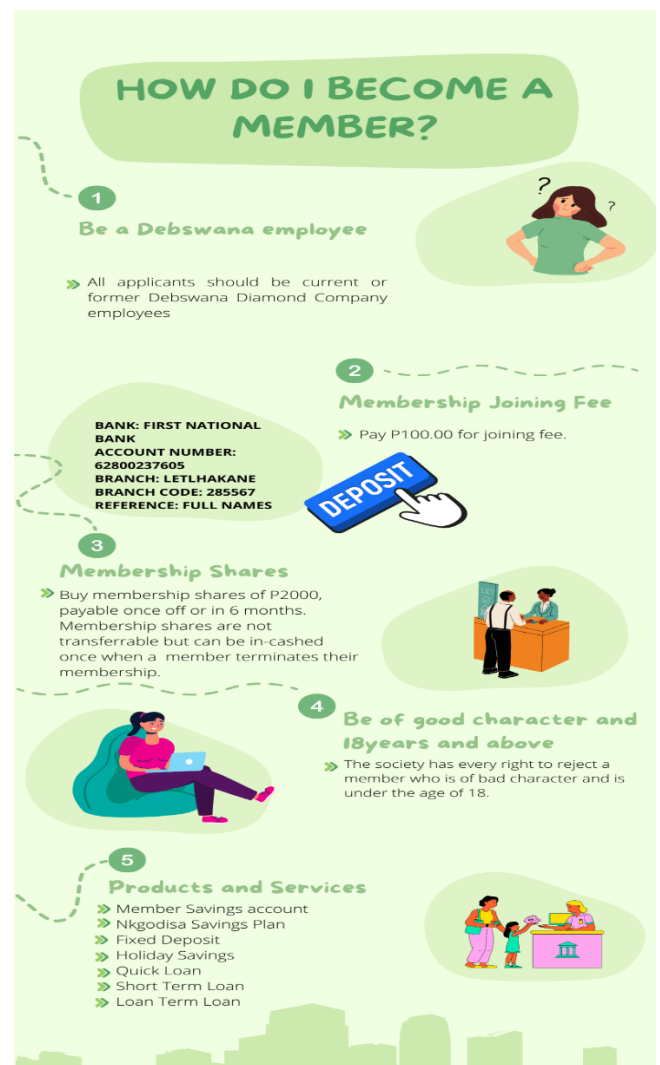 HOW DO I BECOME A
MEMBER?
1
Be a Debswana employee
All applicants should be current or
former Debswana Diamond Company
employees
?
?
2
Membership Joining Fee
Pay P100.00 for joining fee.
BANK: FIRST NATIONAL
BANK
ACCOUNT NUMBER:
62800237605
BRANCH: LETLHAKANE
BRANCH CODE: 285567
REFERENCE: FULL NAMES
DEPOSIT
3
Membership Shares
Buy membership shares of P2000,
payable once off or in 6 months.
Membership shares are not
transferrable but can be in-cashed
once when a member terminates their
membership.
4
Be of good character and
18years and above
The society has every right to reject a
member who is of bad character and is
under the age of 18.
5
Products and Services
Member Savings account
Nkgodisa Savings Plan
Fixed Deposit
Holiday Savings
Quick Loan
Short Term Loan
Loan Term Loan